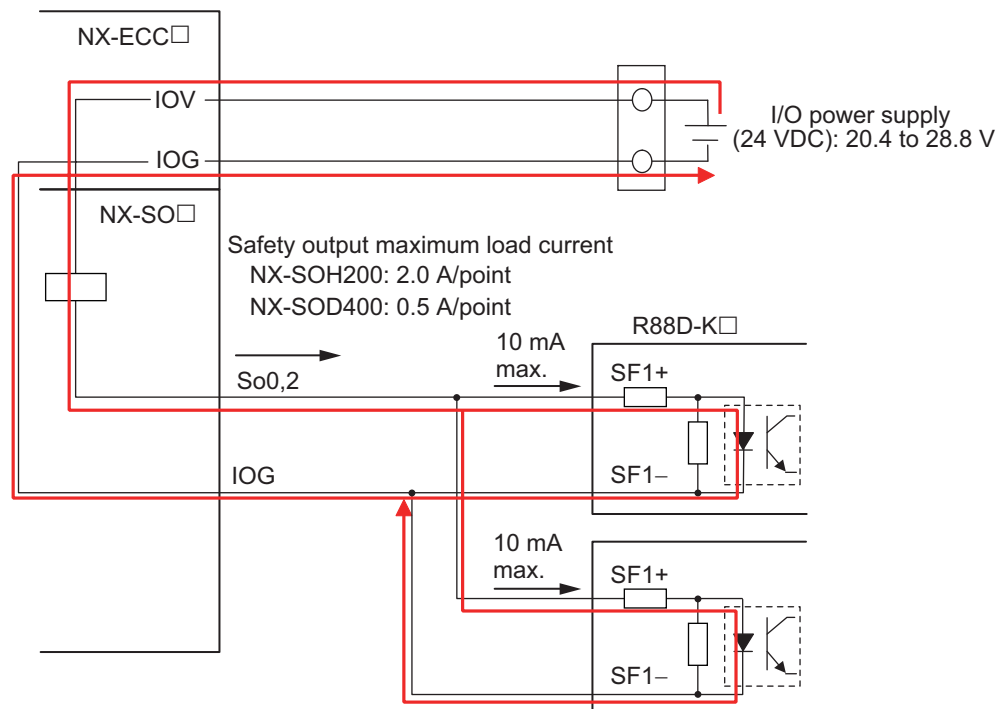 NX-ECC□
IOV
I/O power supply
(24 VDC): 20.4 to 28.8 V
IOG
NX-SO□
Safety output maximum load current
NX-SOH200: 2.0 A/point
NX-SOD400: 0.5 A/point
R88D-K□
10 mA
max.
SF1+
So0,2
IOG
SF1–
10 mA
max.
SF1+
SF1–